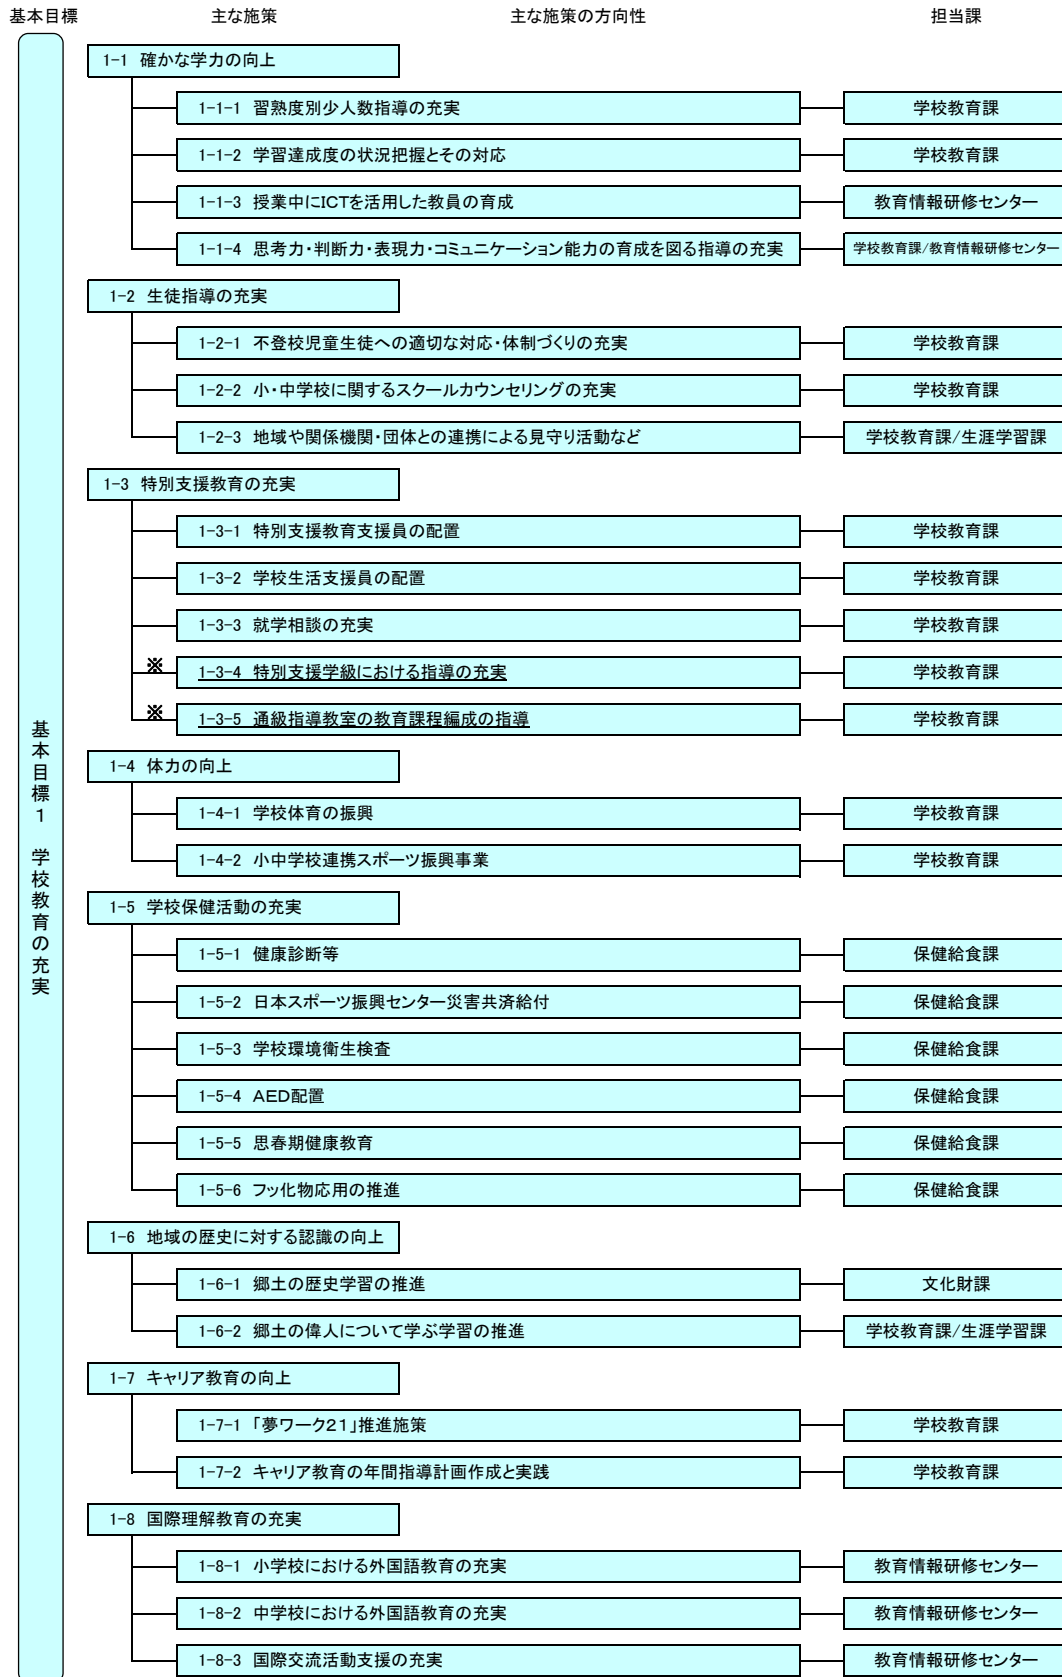 基本目標 主な施策 主な施策の方向性 担当課
基本目標1 学校教育の充実
1-1 確かな学力の向上
1-1-1 習熟度別少人数指導の充実 学校教育課
1-1-2 学習達成度の状況把握とその対応 学校教育課
1-1-3 授業中にICTを活用した教員の育成 教育情報研修センター
1-1-4 思考力・判断力・表現力・コミュニケーション能力の育成を図る指導の充実 学校教育課/教育情報研修センター
1-2 生徒指導の充実
1-2-1 不登校児童生徒への適切な対応・体制づくりの充実 学校教育課
1-2-2 小・中学校に関するスクールカウンセリングの充実 学校教育課
1-2-3 地域や関係機関・団体との連携による見守り活動など 学校教育課/生涯学習課
1-3 特別支援教育の充実
1-3-1 特別支援教育支援員の配置 学校教育課
1-3-2 学校生活支援員の配置 学校教育課
1-3-3 就学相談の充実 学校教育課
※ 1-3-4 特別支援学級における指導の充実 学校教育課
※ 1-3-5 通級指導教室の教育課程編成の指導 学校教育課
1-4 体力の向上
1-4-1 学校体育の振興 学校教育課
1-4-2 小中学校連携スポーツ振興事業 学校教育課
1-5 学校保健活動の充実
1-5-1 健康診断等 保健給食課
1-5-2 日本スポーツ振興センター災害共済給付 保健給食課
1-5-3 学校環境衛生検査 保健給食課
1-5-4 AED配置 保健給食課
1-5-5 思春期健康教育 保健給食課
1-5-6 フッ化物応用の推進 保健給食課
1-6 地域の歴史に対する認識の向上
1-6-1 郷土の歴史学習の推進 文化財課
1-6-2 郷土の偉人について学ぶ学習の推進 学校教育課/生涯学習課
1-7 キャリア教育の向上
1-7-1 「夢ワーク21」推進施策 学校教育課
1-7-2 キャリア教育の年間指導計画作成と実践 学校教育課
1-8 国際理解教育の充実
1-8-1 小学校における外国語教育の充実 教育情報研修センター
1-8-2 中学校における外国語教育の充実 教育情報研修センター
1-8-3 国際交流活動支援の充実 教育情報研修センター